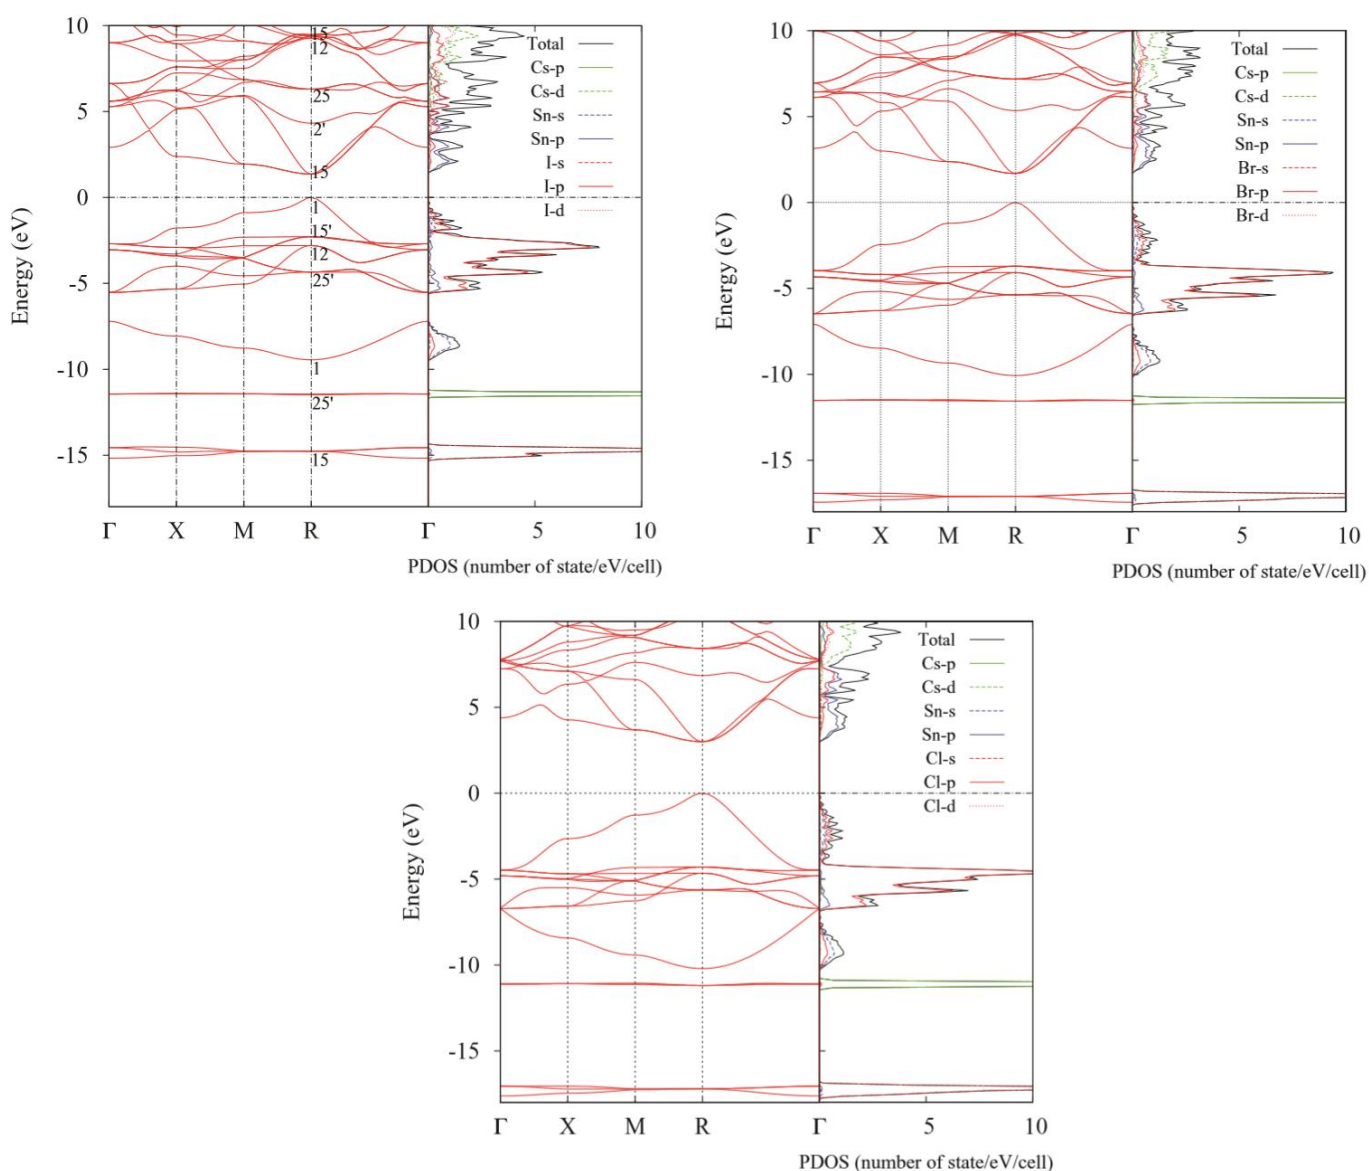 10
5
0
-5
-10
-15
Energy (eV)
15
12
25
2'
15
1
15'
12
25'
1
25'
15
Total
Cs-p
Cs-d
Sn-s
Sn-p
I-s
I-p
I-d
Γ X M R Γ 5 10
PDOS (number of state/eV/cell)
10
5
0
-5
-10
-15
Energy (eV)
Total
Cs-p
Cs-d
Sn-s
Sn-p
Br-s
Br-p
Br-d
Γ X M R Γ 5 10
PDOS (number of state/eV/cell)
10
5
0
-5
-10
-15
Energy (eV)
Total
Cs-p
Cs-d
Sn-s
Sn-p
Cl-s
Cl-p
Cl-d
Γ X M R Γ 5 10
PDOS (number of state/eV/cell)